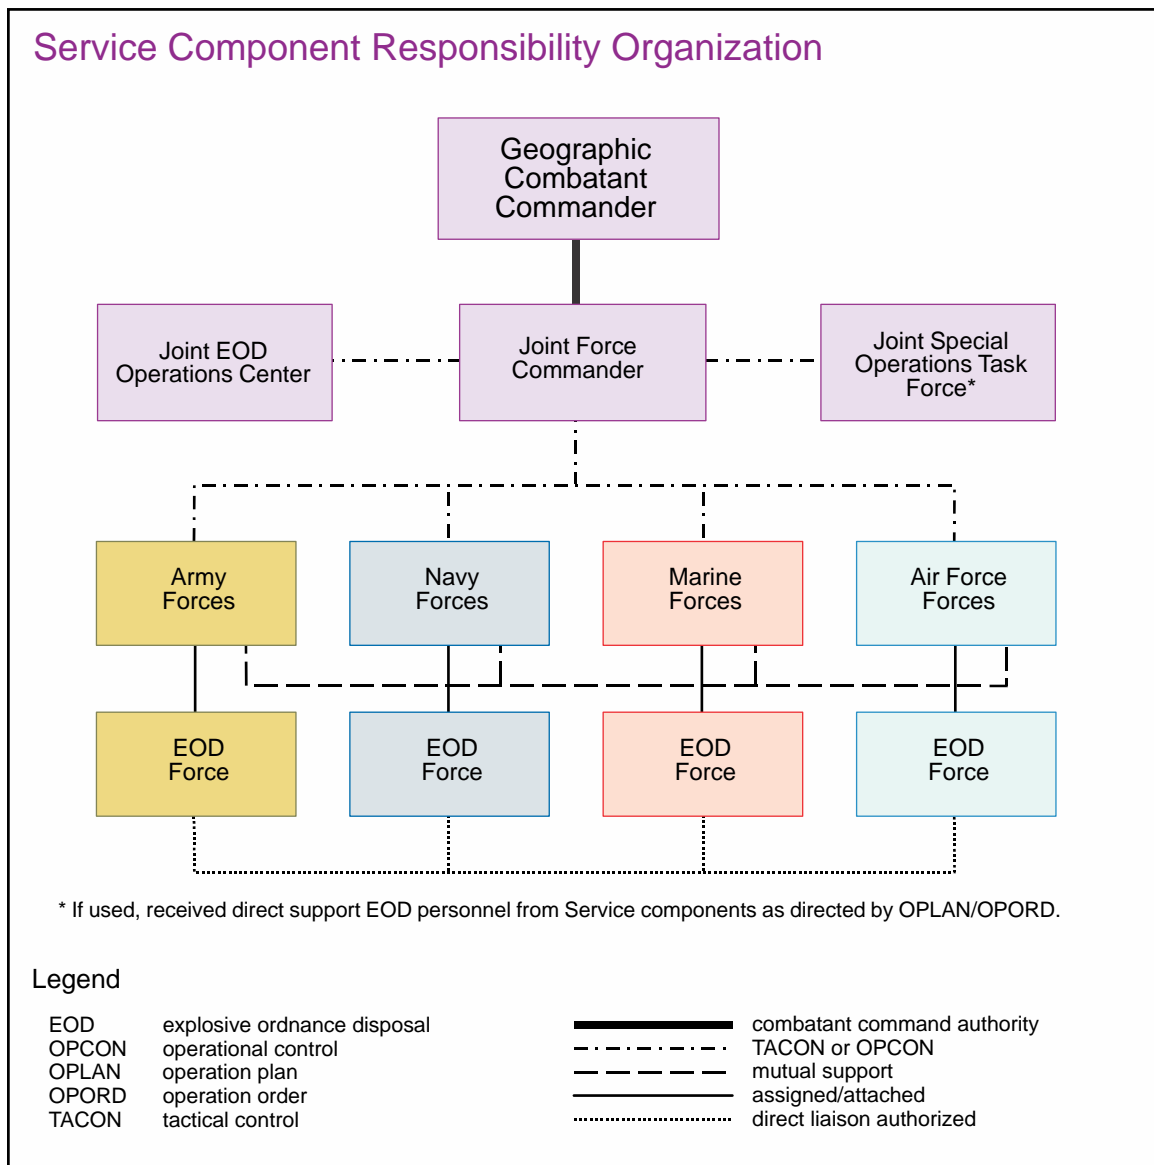 Service Component Responsibility Organization
Geographic
Combatant
Commander
Joint EOD
Operations Center
Joint Force
Commander
Joint Special
Operations Task
Force*
Army
Forces
Navy
Forces
Marine
Forces
Air Force
Forces
EOD
Force
EOD
Force
EOD
Force
EOD
Force
* If used, received direct support EOD personnel from Service components as directed by OPLAN/OPORD.
Legend
EOD explosive ordnance disposal
OPCON operational control
OPLAN operation plan
OPORD operation order
TACON tactical control
combatant command authority
TACON or OPCON
mutual support
assigned/attached
direct liaison authorized